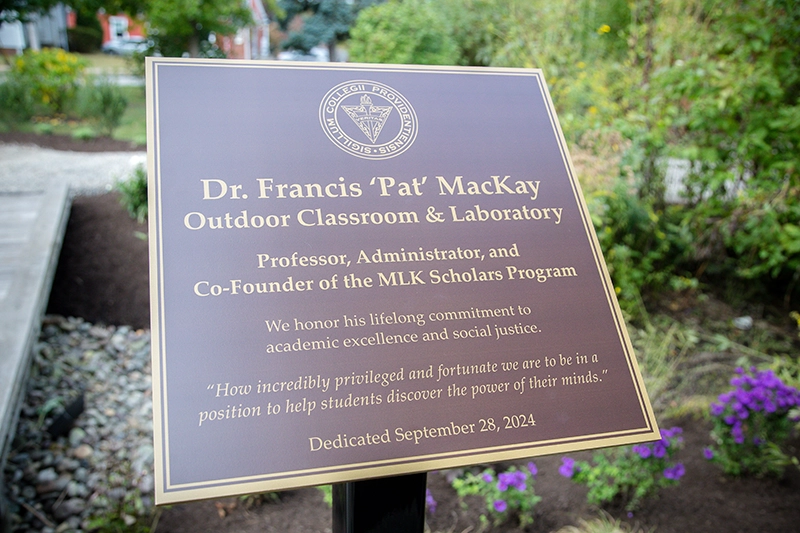 SIGILLUM COLLEGII PROVIDENTENSIS
VERITAS
Dr. Francis ‘Pat’ MacKay
Outdoor Classroom & Laboratory
Professor, Administrator, and
Co-Founder of the MLK Scholars Program
We honor his lifelong commitment to
academic excellence and social justice.
“How incredibly privileged and fortunate we are to be in a
position to help students discover the power of their minds.”
Dedicated September 28, 2024